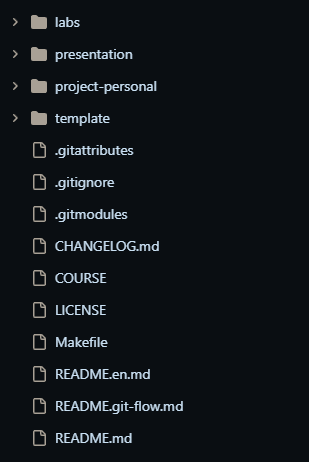 labs
presentation
project-personal
template
.gitattributes
.gitignore
.gitmodules
CHANGELOG.md
COURSE
LICENSE
Makefile
README.en.md
README.git-flow.md
README.md